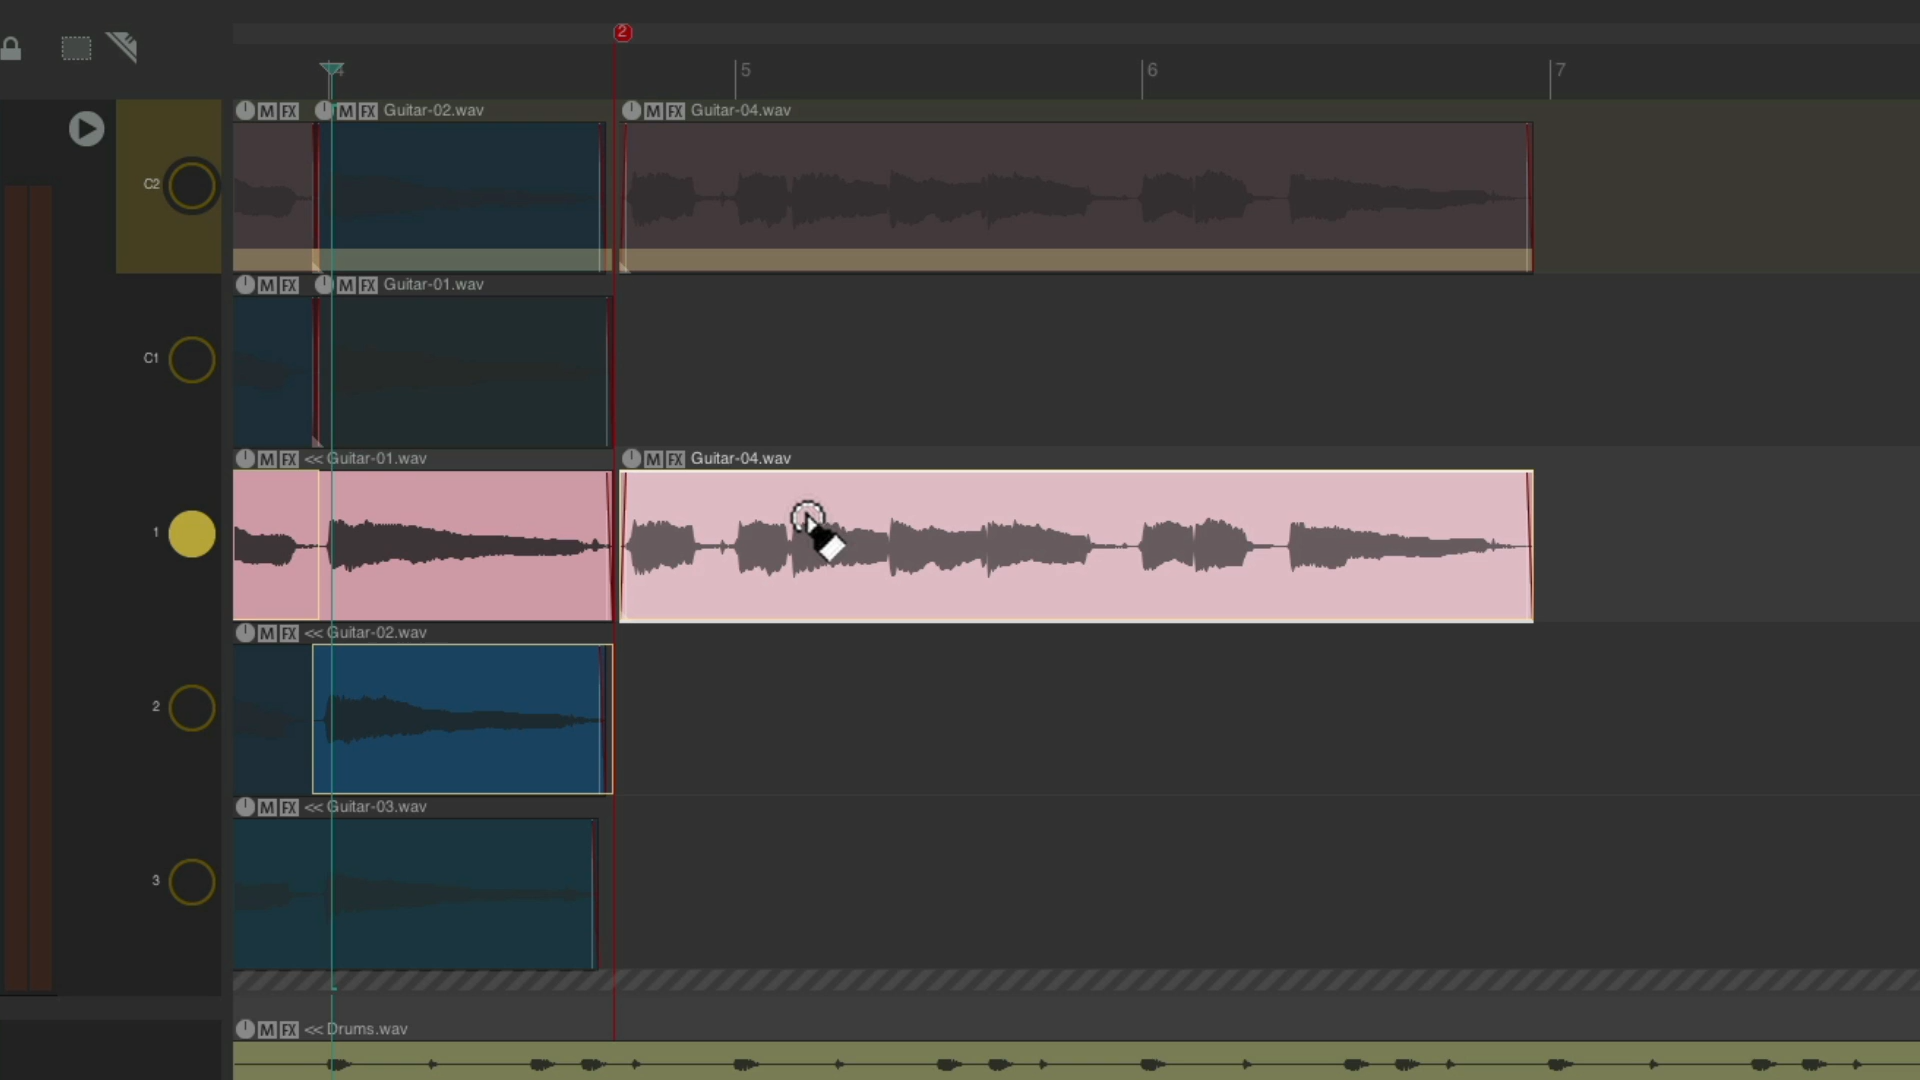 2
4 5 6 7
M FX M FX Guitar-02.wav M FX Guitar-04.wav
C2
M FX M FX Guitar-01.wav
C1
M FX << Guitar-01.wav M FX Guitar-04.wav
1
M FX << Guitar-02.wav
2
M FX << Guitar-03.wav
3
M FX << Drums.wav